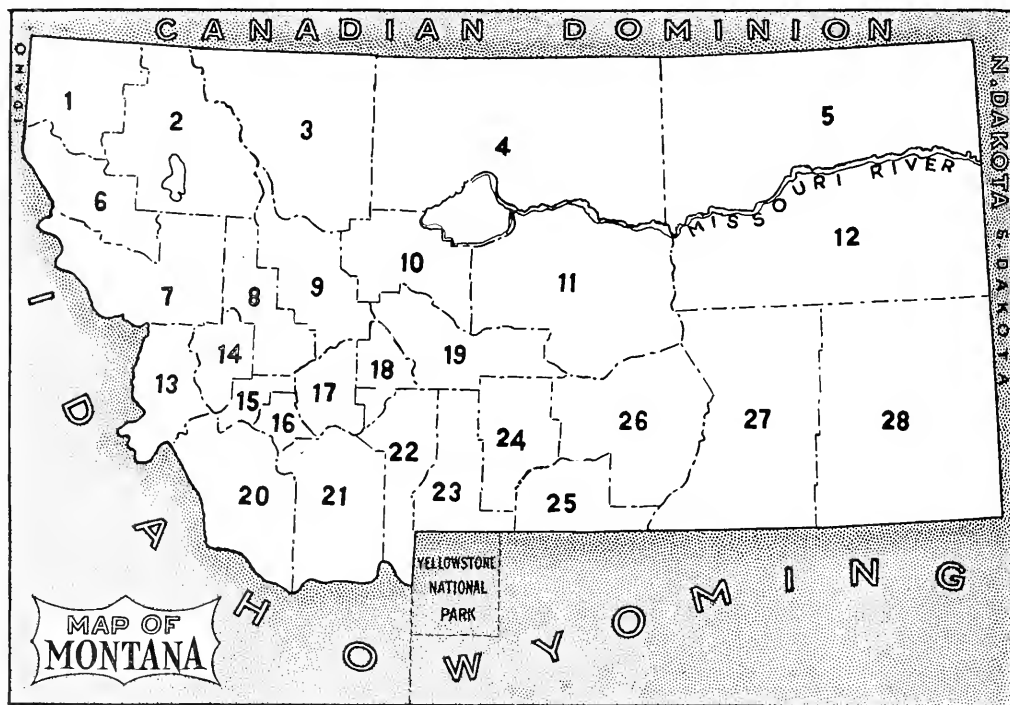 CANADIAN DOMINION
IDAHO
N. DAKOTA
S. DAKOTA
1
2
3
4
5
MISSOURI RIVER
6
7
8
9
10
11
12
13
14
15
16
17
18
19
20
21
22
23
24
25
26
27
28
IDAHO
WYOMING
YELLOWSTONE
NATIONAL
PARK
MAP OF
MONTANA